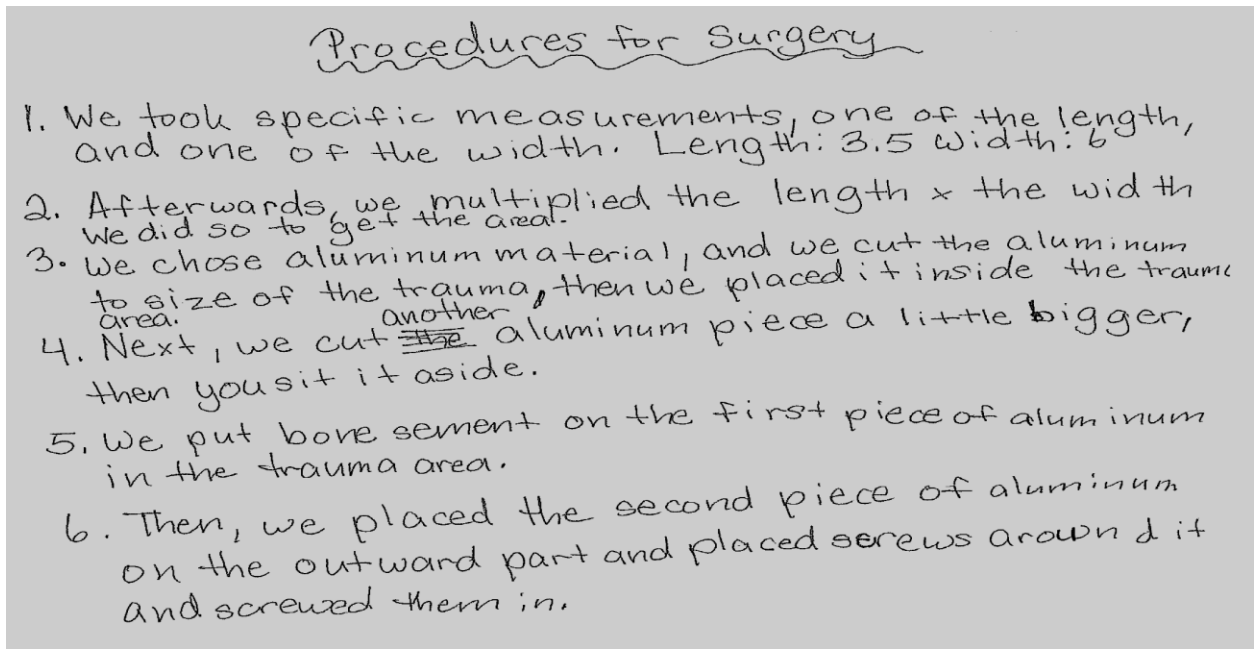 Procedures for Surgery
1. We took specific measurements, one of the length,
and one of the width. Length: 3.5 Width: 6
2. Afterwards, we multiplied the length x the width
We did so to get the area.
3. We chose aluminum material, and we cut the aluminum
to size of the trauma, then we placed it inside the trauma
area.
another
4. Next, we cut the aluminum piece a little bigger,
then you sit it aside.
5. We put bone sement on the first piece of aluminum
in the trauma area.
6. Then, we placed the second piece of aluminum
on the outward part and placed screws arown d it
and screwed them in.